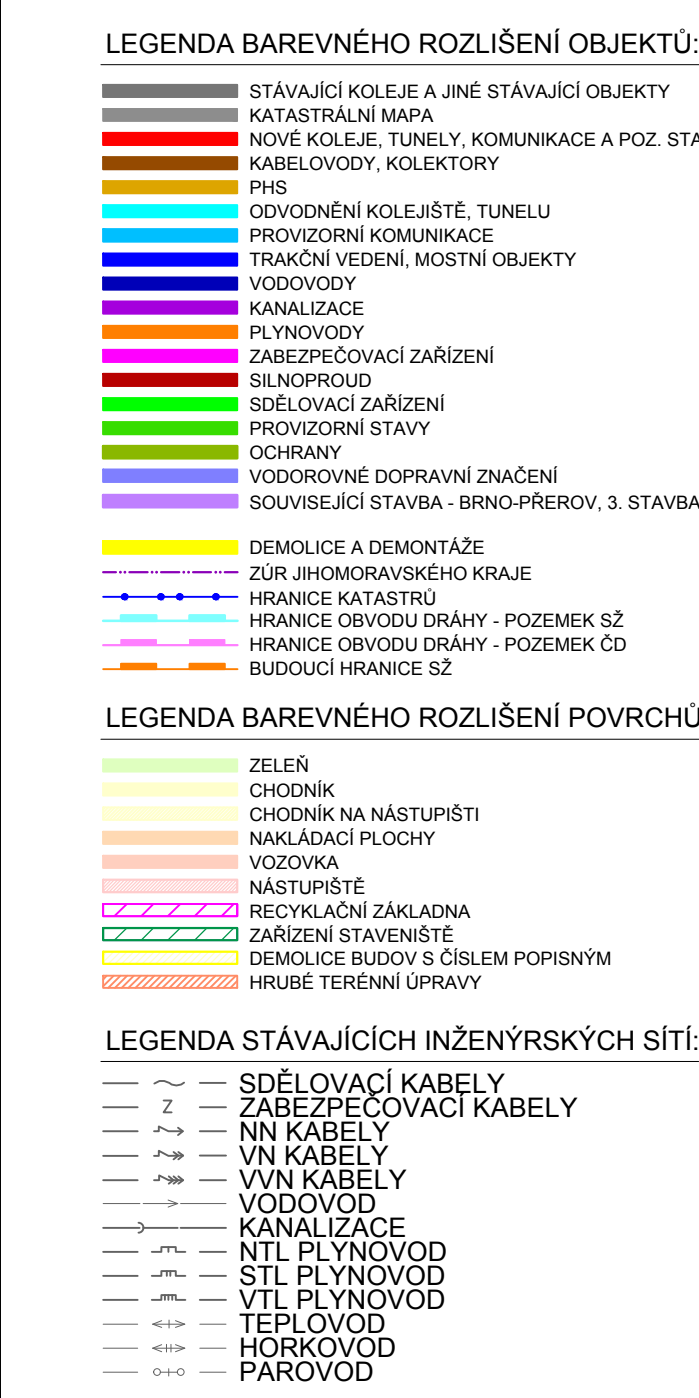 LEGENDA BAREVNÉHO ROZLIŠENÍ OBJEKTŮ:
STÁVAJÍCÍ KOLEJE A JINÉ STÁVAJÍCÍ OBJEKTY
KATASTRÁLNÍ MAPA
NOVÉ KOLEJE, TUNELY, KOMUNIKACE A POZ. STA
KABELOVODY, KOLEKTORY
PHS
ODVODNĚNÍ KOLEJIŠTĚ, TUNELU
PROVIZORNÍ KOMUNIKACE
TRAKČNÍ VEDENÍ, MOSTNÍ OBJEKTY
VODOVODY
KANALIZACE
PLYNOVODY
ZABEZPEČOVACÍ ZAŘÍZENÍ
SILNOPROUD
SDĚLOVACÍ ZAŘÍZENÍ
PROVIZORNÍ STAVY
OCHRANY
VODOROVNÉ DOPRAVNÍ ZNAČENÍ
SOUVISEJÍCÍ STAVBA - BRNO-PŘEROV, 3. STAVBA
DEMOLICE A DEMONTÁŽE
ZÚR JIHOMORAVSKÉHO KRAJE
HRANICE KATASTRŮ
HRANICE OBVODU DRÁHY - POZEMEK SŽ
HRANICE OBVODU DRÁHY - POZEMEK ČD
BUDOUCÍ HRANICE SŽ
LEGENDA BAREVNÉHO ROZLIŠENÍ POVRCHŮ
ZELEŇ
CHODNÍK
CHODNÍK NA NÁSTUPIŠTI
NAKLÁDACÍ PLOCHY
VOZOVKA
NÁSTUPIŠTĚ
RECYKLAČNÍ ZÁKLADNA
ZAŘÍZENÍ STAVENIŠTĚ
DEMOLICE BUDOV S ČÍSLEM POPISNÝM
HRUBÉ TERÉNNÍ ÚPRAVY
LEGENDA STÁVAJÍCÍCH INŽENÝRSKÝCH SÍTÍ:
SDĚLOVACÍ KABELY
Z ZABEZPEČOVACÍ KABELY
NN KABELY
VN KABELY
VVN KABELY
VODOVOD
KANALIZACE
NTL PLYNOVOD
STL PLYNOVOD
VTL PLYNOVOD
TEPLOVOD
HORKOVOD
PAROVOD